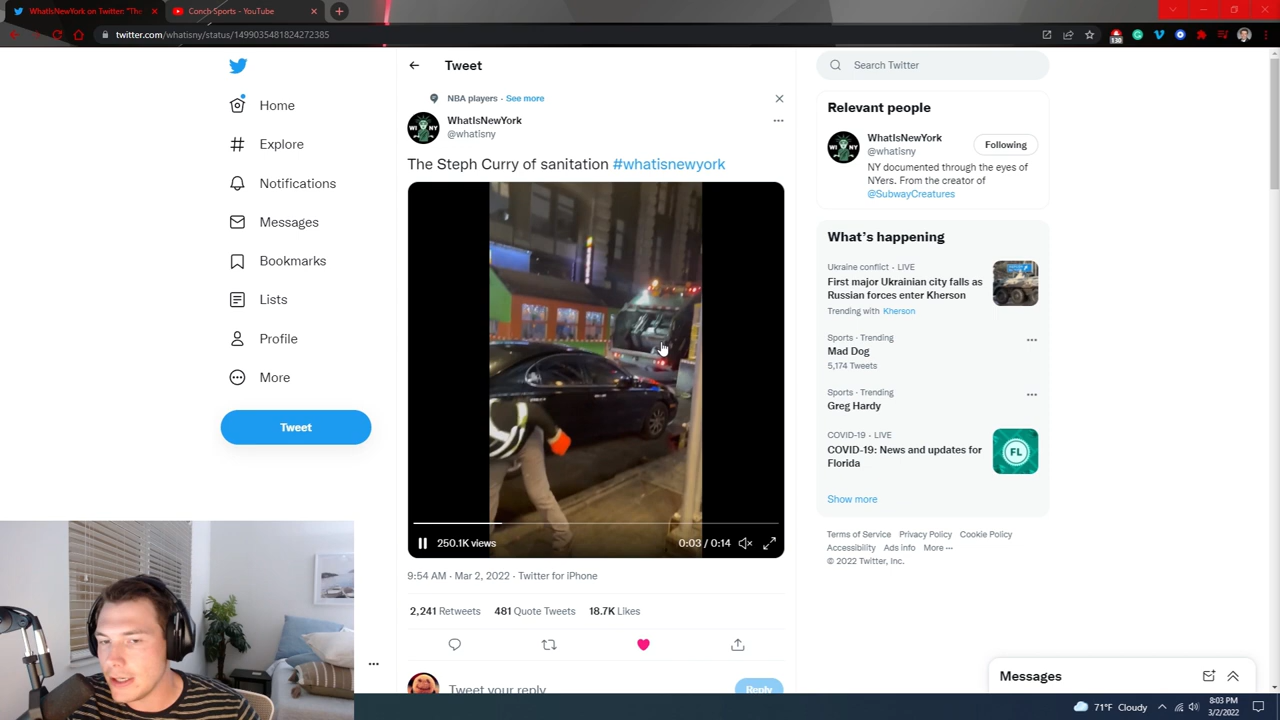 WhatIsNewYork on Twitter: "The
Conch Sports - YouTube
twitter.com/whatisny/status/1499035481824272385
130
Home
Explore
Notifications
Messages
Bookmarks
Lists
Profile
More
Tweet
Tweet
NBA players · See more
WhatIsNewYork
@whatisny
The Steph Curry of sanitation #whatisnewyork
250.1K views
0:03 / 0:14
9:54 AM · Mar 2, 2022 · Twitter for iPhone
2,241 Retweets 481 Quote Tweets 18.7K Likes
Tweet your reply
Reply
Search Twitter
Relevant people
WhatIsNewYork
@whatisny
Following
NY documented through the eyes of
NYers. From the creator of
@SubwayCreatures
What's happening
Ukraine conflict · LIVE
First major Ukrainian city falls as
Russian forces enter Kherson
Trending with Kherson
Sports · Trending
Mad Dog
5,174 Tweets
Sports · Trending
Greg Hardy
COVID-19 · LIVE
COVID-19: News and updates for
Florida
FL
Show more
Terms of Service Privacy Policy Cookie Policy
Accessibility Ads info More ···
© 2022 Twitter, Inc.
Messages
71°F Cloudy
8:03 PM
3/2/2022